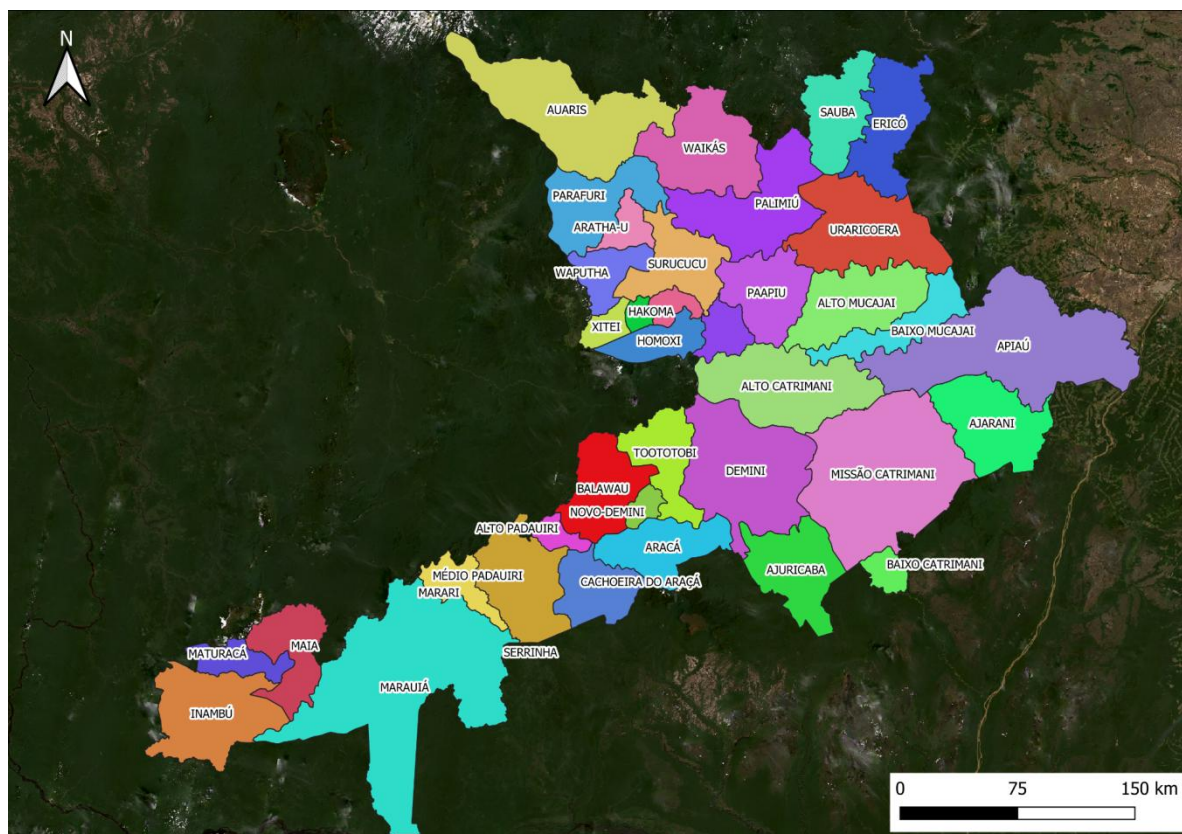 N
AUARIS
SAUBA
ERICÓ
WAIKÁS
PARAFURI
PALIMIÚ
ARATHA-U
URARICOERA
SURUCUCU
WAPUTHA
PAAPIU
ALTO MUCAJAI
HAKOMA
XITEI
BAIXO MUCAJAI
HOMOXI
APIAÚ
ALTO CATRIMANI
AJARANI
TOOTOTOBI
DEMINI
MISSÃO CATRIMANI
BALAWAU
NOVO-DEMINI
ALTO PADAUIRI
ARACÁ
BAIXO CATRIMANI
AJURICABA
MÉDIO PADAUIRI
CACHOEIRA DO ARAÇÁ
MARARI
MAIA
SERRINHA
MATURACÁ
MARAUIÁ
INAMBÚ
0 75 150 km